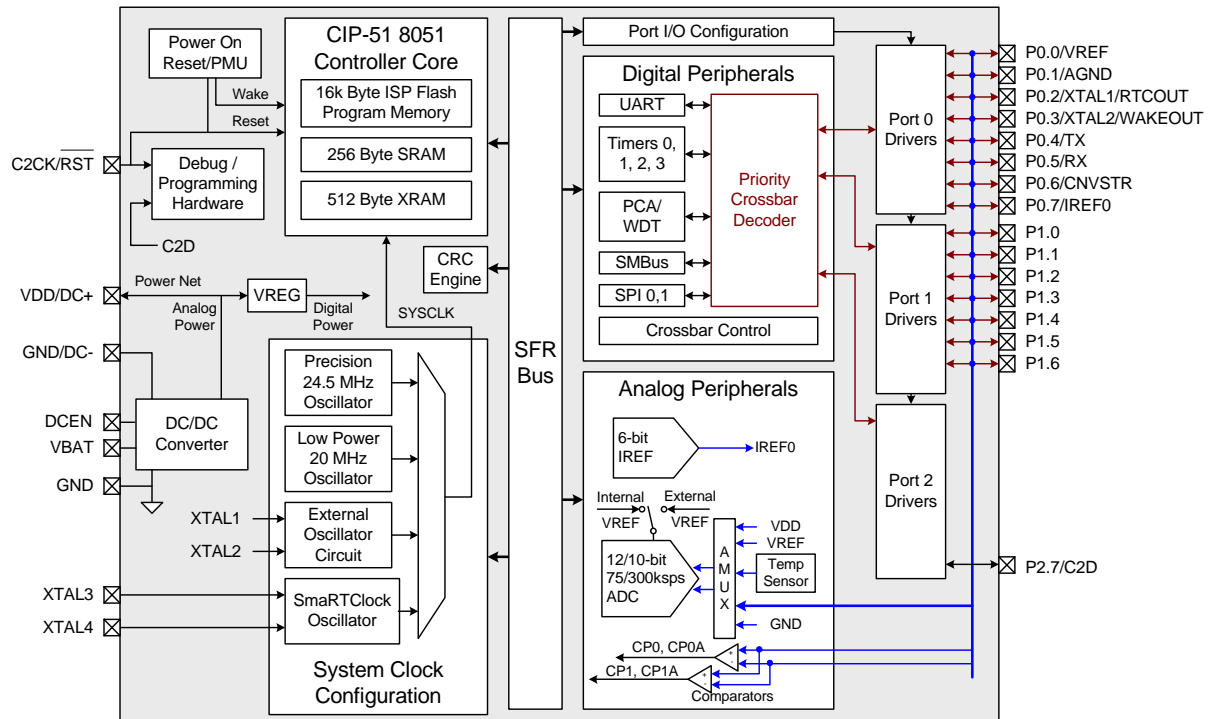 Power On
Reset/PMU
Wake
Reset
C2CK/RST
Debug /
Programming
Hardware
C2D
CIP-51 8051
Controller Core
16k Byte ISP Flash
Program Memory
256 Byte SRAM
512 Byte XRAM
CRC
Engine
VDD/DC+
Power Net
VREG
Analog
Power
Digital
Power
SYSCLK
GND/DC-
DCEN
VBAT
GND
DC/DC
Converter
XTAL1
XTAL2
XTAL3
XTAL4
Precision
24.5 MHz
Oscillator
Low Power
20 MHz
Oscillator
External
Oscillator
Circuit
SmaRTClock
Oscillator
System Clock
Configuration
SFR
Bus
Port I/O Configuration
Digital Peripherals
UART
Timers 0,
1, 2, 3
PCA/
WDT
SMBus
SPI 0,1
Priority
Crossbar
Decoder
Crossbar Control
Analog Peripherals
6-bit
IREF
IREF0
Internal
VREF
External
VREF
12/10-bit
75/300ksps
ADC
A
M
U
X
VDD
VREF
Temp
Sensor
GND
CP0, CP0A
+
-
CP1, CP1A
+
-
Comparators
Port 0
Drivers
Port 1
Drivers
Port 2
Drivers
P0.0/VREF
P0.1/AGND
P0.2/XTAL1/RTCOUT
P0.3/XTAL2/WAKEOUT
P0.4/TX
P0.5/RX
P0.6/CNVSTR
P0.7/IREF0
P1.0
P1.1
P1.2
P1.3
P1.4
P1.5
P1.6
P2.7/C2D